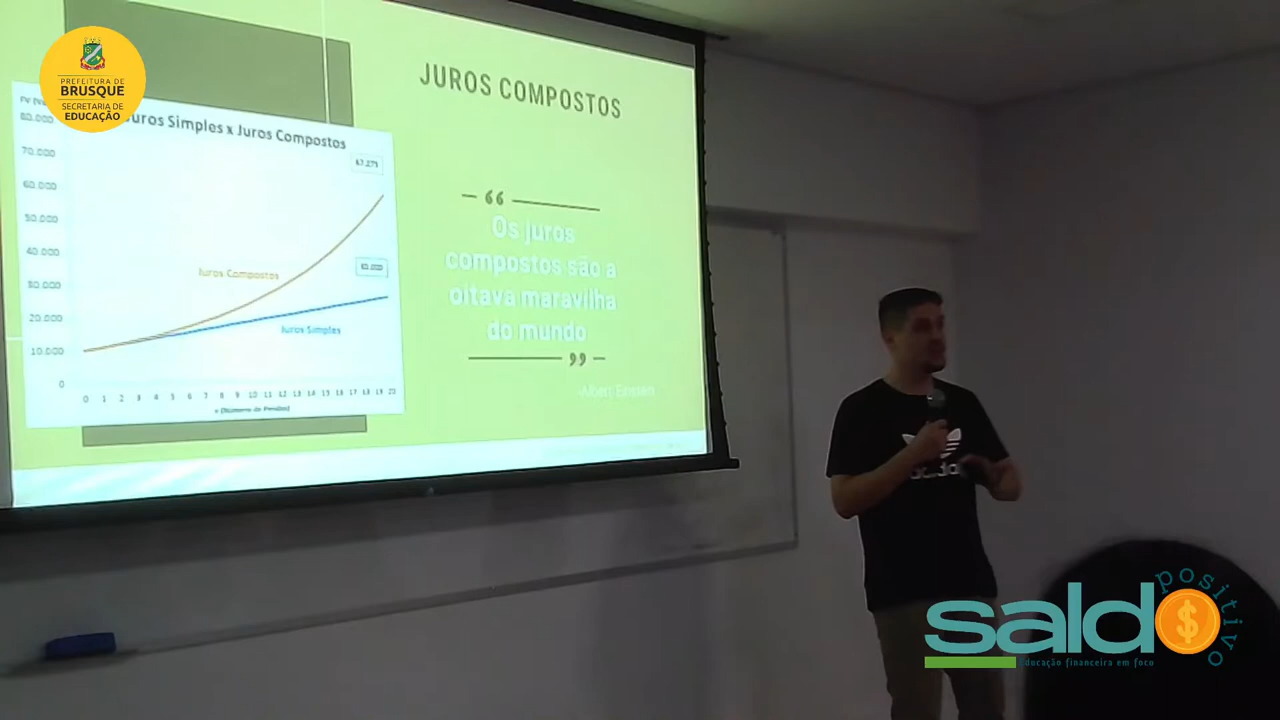 PREFEITURA DE
BRUSQUE
SECRETARIA DE
EDUCAÇÃO
Juros Simples x Juros Compostos
80.000
70.000
60.000
50.000
40.000
30.000
20.000
10.000
0
0 1 2 3 4 5 6 7 8 9 10 11 12 13 14 15 16 17 18 19 20
Juros Compostos
Juros Simples
JUROS COMPOSTOS
“
Os juros
compostos são a
oitava maravilha
do mundo
”
-Albert Einstein
adidas
saldo
positivo
Educação financeira em foco